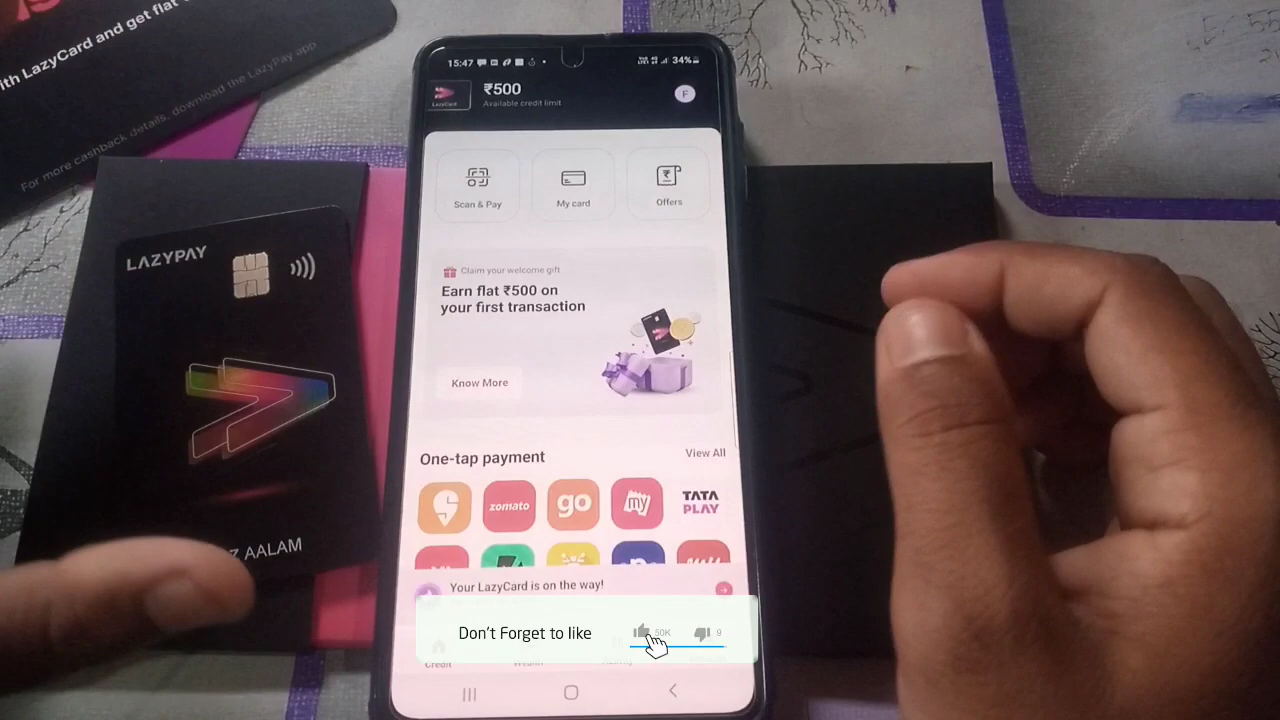 ith LazyCard and get flat
For more cashback details, download the LazyPay app
LAZYPAY
Z AALAM
15:47
34%
LazyCard
₹500
Available credit limit
F
Scan & Pay
My card
Offers
Claim your welcome gift
Earn flat ₹500 on
your first transaction
Know More
One-tap payment
View All
zomato
go
my
TATA
PLAY
Your LazyCard is on the way!
Don't Forget to like
50K
9
Credit